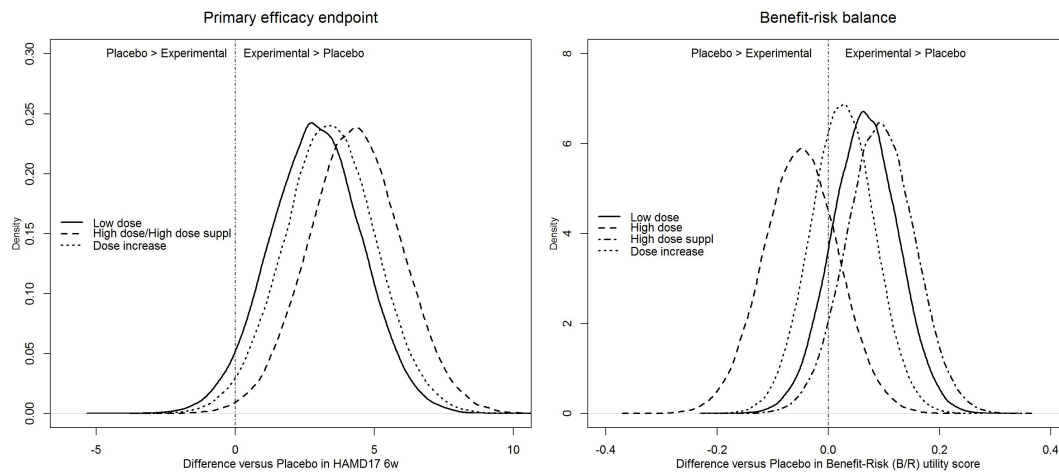 Primary efficacy endpoint
Placebo > Experimental
Experimental > Placebo
0.30
0.25
0.20
0.15
0.10
0.05
0.00
Density
Low dose
High dose/High dose suppl
Dose increase
-5
0
5
10
Difference versus Placebo in HAMD17 6w
Benefit-risk balance
Placebo > Experimental
Experimental > Placebo
8
6
4
2
0
Density
Low dose
High dose
High dose suppl
Dose increase
-0.4
-0.2
0.0
0.2
0.4
Difference versus Placebo in Benefit-Risk (B/R) utility score